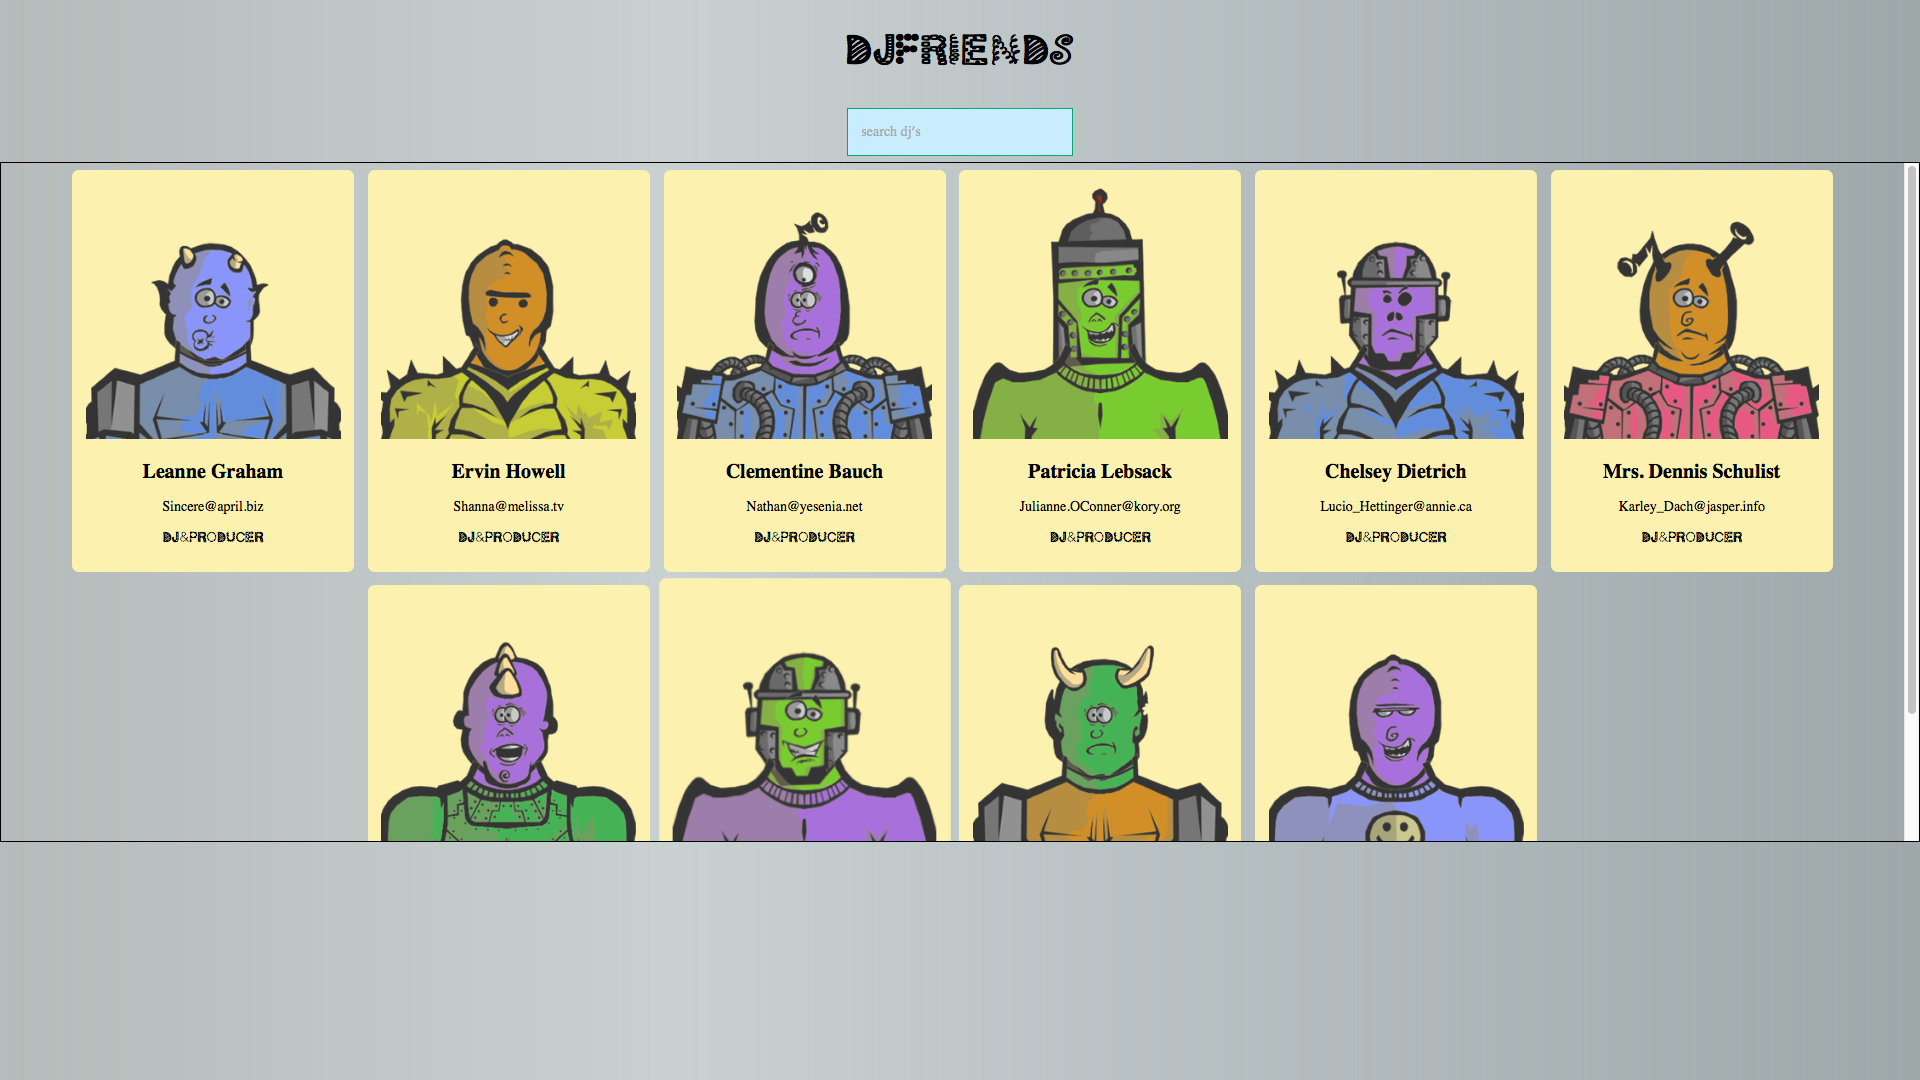 DJFRIENDS
search dj's
Leanne Graham
Sincere@april.biz
DJ&PRODUCER
Ervin Howell
Shanna@melissa.tv
DJ&PRODUCER
Clementine Bauch
Nathan@yesenia.net
DJ&PRODUCER
Patricia Lebsack
Julianne.OConner@kory.org
DJ&PRODUCER
Chelsey Dietrich
Lucio_Hettinger@annie.ca
DJ&PRODUCER
Mrs. Dennis Schulist
Karley_Dach@jasper.info
DJ&PRODUCER